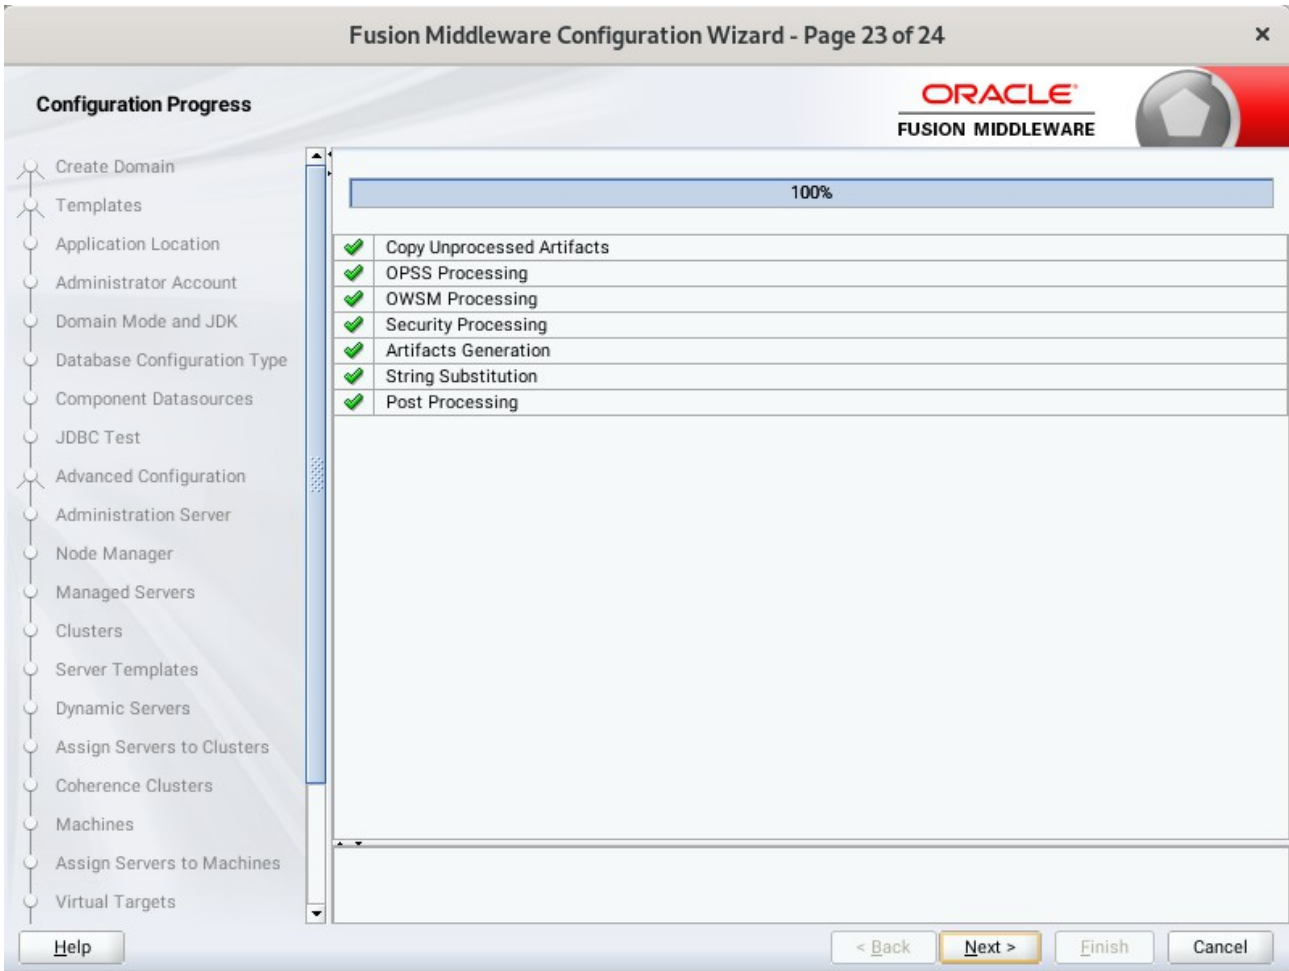 Fusion Middleware Configuration Wizard - Page 23 of 24
×
Configuration Progress
ORACLE
FUSION MIDDLEWARE
Create Domain
Templates
Application Location
Administrator Account
Domain Mode and JDK
Database Configuration Type
Component Datasources
JDBC Test
Advanced Configuration
Administration Server
Node Manager
Managed Servers
Clusters
Server Templates
Dynamic Servers
Assign Servers to Clusters
Coherence Clusters
Machines
Assign Servers to Machines
Virtual Targets
100%
Copy Unprocessed Artifacts
OPSS Processing
OWSM Processing
Security Processing
Artifacts Generation
String Substitution
Post Processing
Help
< Back
Next >
Finish
Cancel